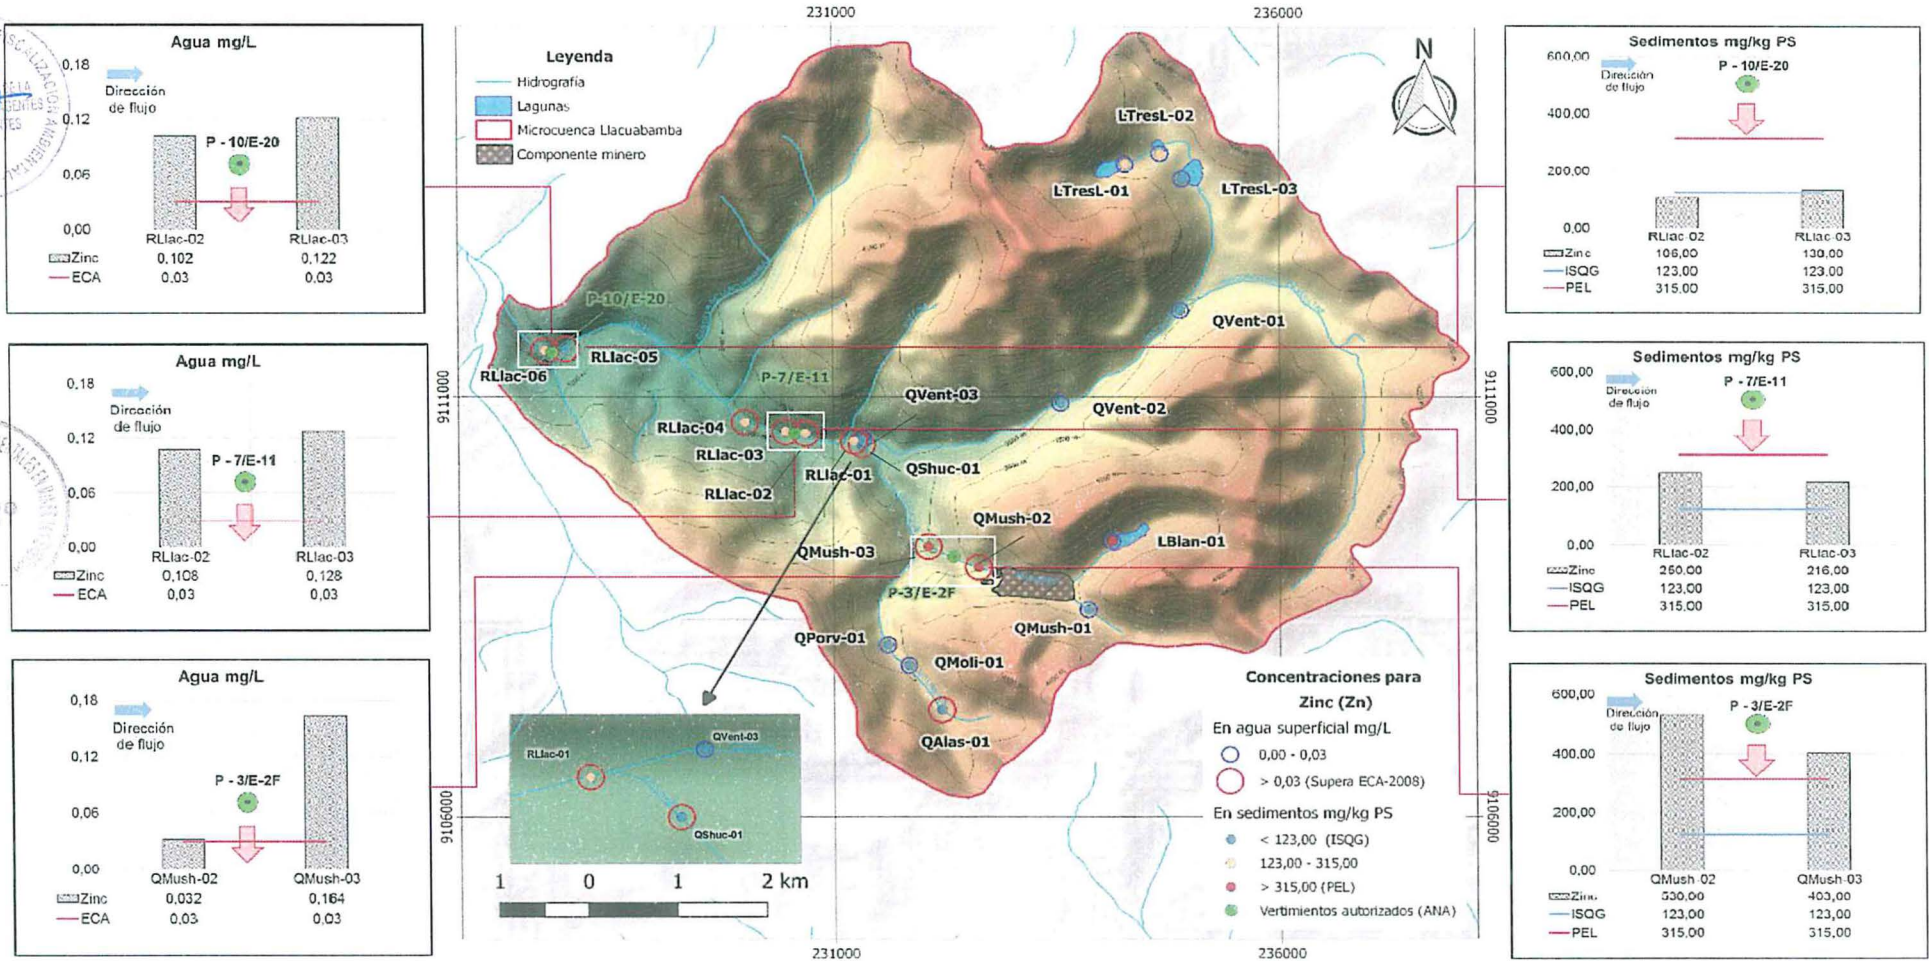 Agua mg/L
0,18
Dirección
de flujo
0,12
P - 10/E-20
0,06
0,00
RLlac-02 RLlac-03
Zinc 0,102 0,122
ECA 0,03 0,03
Agua mg/L
0,18
Dirección
de flujo
0,12
P - 7/E-11
0,06
0,00
RLlac-02 RLlac-03
Zinc 0,108 0,128
ECA 0,03 0,03
Agua mg/L
0,18
Dirección
de flujo
0,12
P - 3/E-2F
0,06
0,00
QMush-02 QMush-03
Zinc 0,032 0,164
ECA 0,03 0,03
231000 236000
Leyenda
Hidrografía
Lagunas
Microcuenca Llacuabamba
Componente minero
N
LTresL-02
LTresL-01
LTresL-03
P-10/E-20
QVent-01
RLlac-05
RLlac-06
P-7/E-11
QVent-03
QVent-02
RLlac-04
RLlac-03
RLlac-01
QShuc-01
RLlac-02
QMush-02
QMush-03
LBlan-01
P-3/E-2F
QMush-01
QPorv-01
QMoli-01
QAlas-01
9111000 9111000
9106000 9106000
QVent-03
RLlac-01
QShuc-01
1 0 1 2 km
Concentraciones para
Zinc (Zn)
En agua superficial mg/L
0,00 - 0,03
> 0,03 (Supera ECA-2008)
En sedimentos mg/kg PS
< 123,00 (ISQG)
123,00 - 315,00
> 315,00 (PEL)
Vertimientos autorizados (ANA)
231000 236000
Sedimentos mg/kg PS
600,00
Dirección
de flujo
P - 10/E-20
400,00
200,00
0,00
RLlac-02 RLlac-03
Zinc 106,00 130,00
ISQG 123,00 123,00
PEL 315,00 315,00
Sedimentos mg/kg PS
600,00
Dirección
de flujo
P - 7/E-11
400,00
200,00
0,00
RLlac-02 RLlac-03
Zinc 250,00 216,00
ISQG 123,00 123,00
PEL 315,00 315,00
Sedimentos mg/kg PS
600,00
Dirección
de flujo
P - 3/E-2F
400,00
200,00
0,00
QMush-02 QMush-03
Zinc 530,00 403,00
ISQG 123,00 123,00
PEL 315,00 315,00